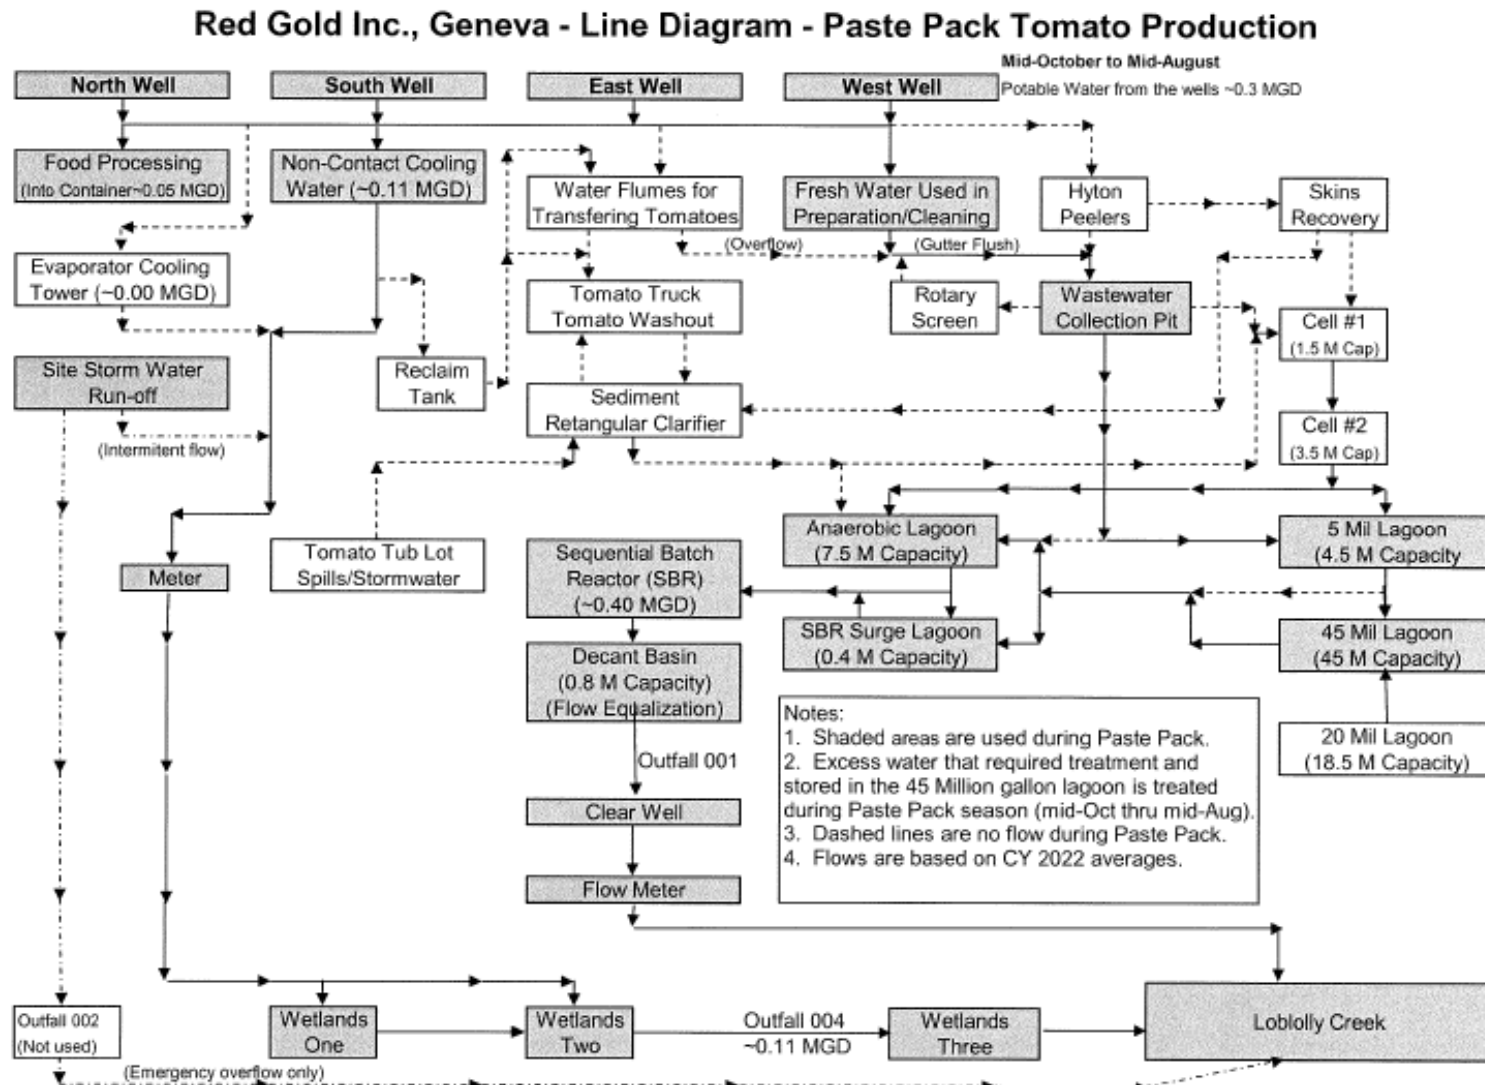 Red Gold Inc., Geneva - Line Diagram - Paste Pack Tomato Production
Mid-October to Mid-August
Potable Water from the wells ~0.3 MGD
North Well
South Well
East Well
West Well
Food Processing
(Into Container~0.05 MGD)
Non-Contact Cooling
Water (~0.11 MGD)
Water Flumes for
Transfering Tomatoes
Fresh Water Used in
Preparation/Cleaning
Hyton
Peelers
Skins
Recovery
(Overflow)
(Gutter Flush)
Evaporator Cooling
Tower (~0.00 MGD)
Tomato Truck
Tomato Washout
Rotary
Screen
Wastewater
Collection Pit
Cell #1
(1.5 M Cap)
Site Storm Water
Run-off
Reclaim
Tank
Sediment
Retangular Clarifier
Cell #2
(3.5 M Cap)
(Intermitent flow)
Anaerobic Lagoon
(7.5 M Capacity)
5 Mil Lagoon
(4.5 M Capacity
Tomato Tub Lot
Spills/Stormwater
Sequential Batch
Reactor (SBR)
(~0.40 MGD)
Meter
SBR Surge Lagoon
(0.4 M Capacity)
45 Mil Lagoon
(45 M Capacity)
Decant Basin
(0.8 M Capacity)
(Flow Equalization)
20 Mil Lagoon
(18.5 M Capacity)
Outfall 001
Notes:
1. Shaded areas are used during Paste Pack.
2. Excess water that required treatment and
stored in the 45 Million gallon lagoon is treated
during Paste Pack season (mid-Oct thru mid-Aug).
3. Dashed lines are no flow during Paste Pack.
4. Flows are based on CY 2022 averages.
Clear Well
Flow Meter
Outfall 002
(Not used)
Wetlands
One
Wetlands
Two
Outfall 004
~0.11 MGD
Wetlands
Three
Loblolly Creek
(Emergency overflow only)